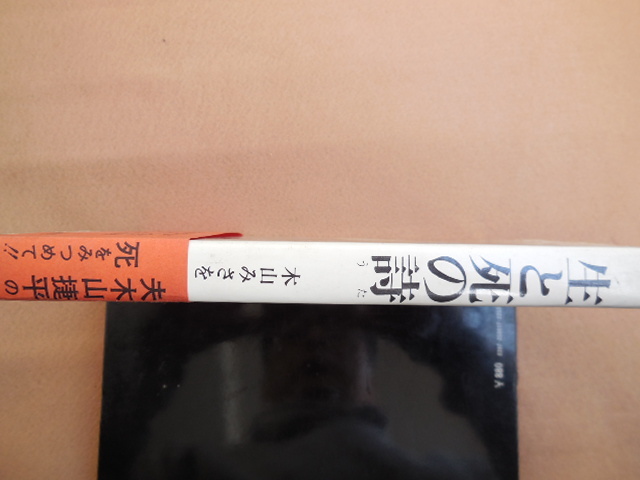 生と死の詩
うた
木山みさを
夫木山捷平の
死をみつめて!!